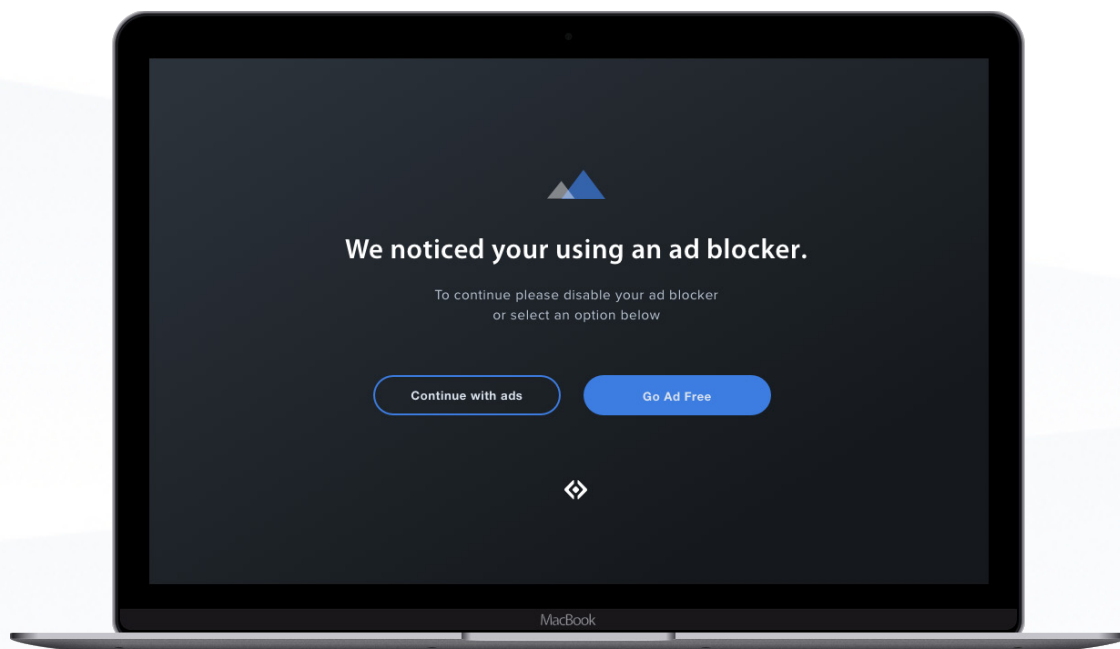 We noticed your using an ad blocker.
To continue please disable your ad blocker
or select an option below
Continue with ads
Go Ad Free
MacBook